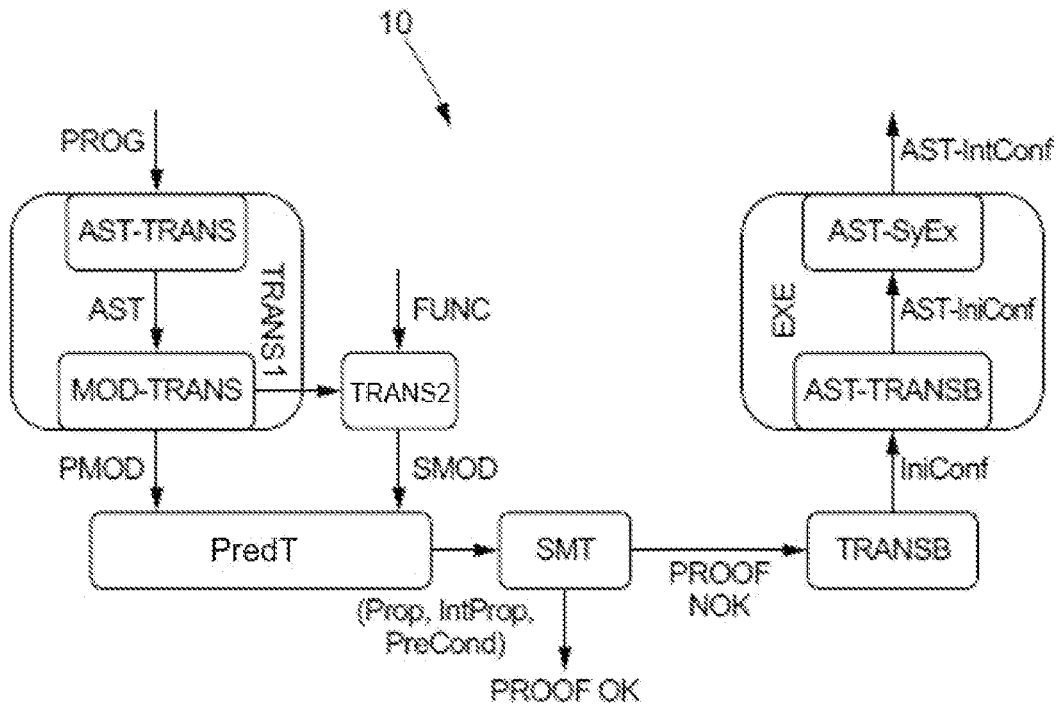 10
PROG
AST-IntConf
AST-TRANS
AST-SyEx
TRANS1
AST
FUNC
EXE
AST-IniConf
MOD-TRANS
TRANS2
AST-TRANSB
PMOD
SMOD
IniConf
PredT
SMT
TRANSB
PROOF
NOK
(Prop, IntProp,
PreCond)
PROOF OK